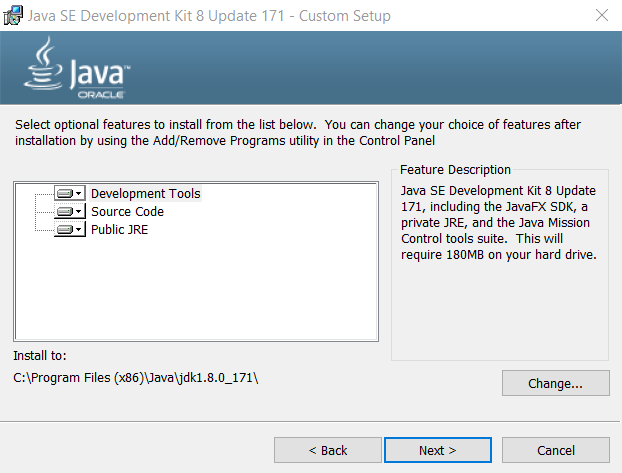 Java SE Development Kit 8 Update 171 - Custom Setup
Java™
ORACLE
Select optional features to install from the list below.  You can change your choice of features after
installation by using the Add/Remove Programs utility in the Control Panel
Development Tools
Source Code
Public JRE
Feature Description
Java SE Development Kit 8 Update
171, including the JavaFX SDK, a
private JRE, and the Java Mission
Control tools suite.  This will
require 180MB on your hard drive.
Install to:
C:\Program Files (x86)\Java\jdk1.8.0_171\
Change...
< Back
Next >
Cancel